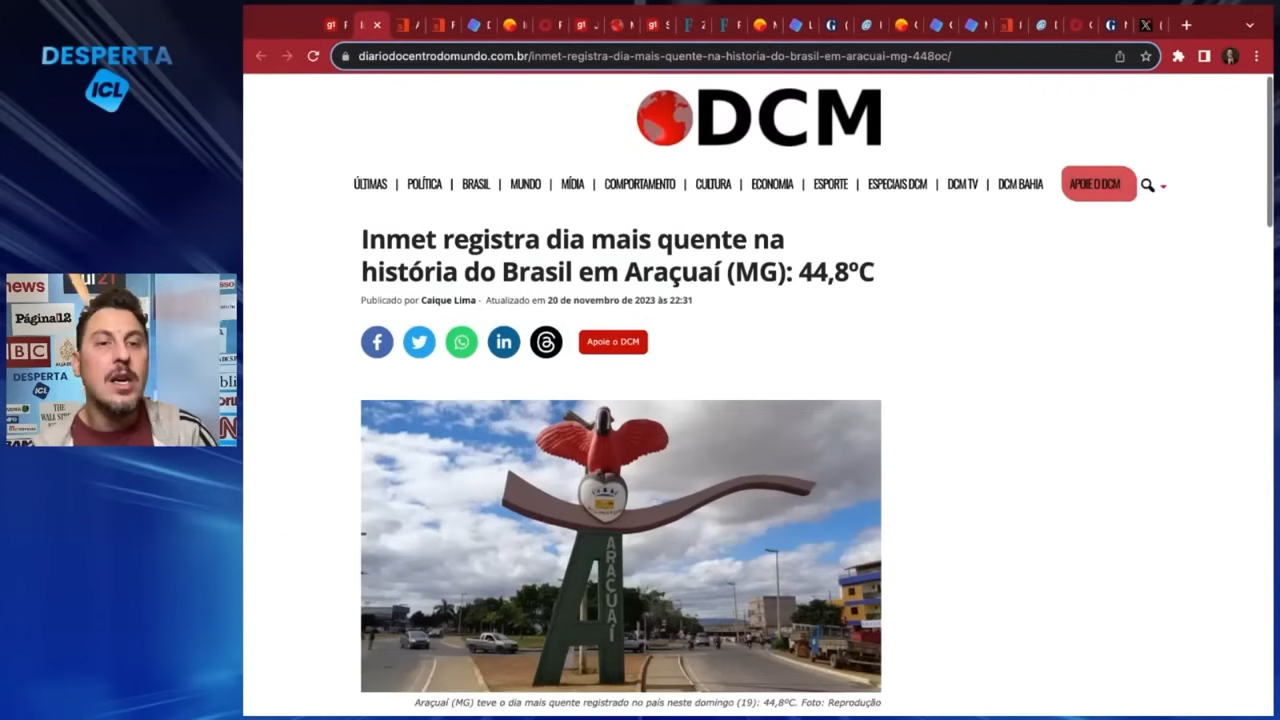 DESPERTA
ICL
diariodocentrodomundo.com.br/inmet-registra-dia-mais-quente-na-historia-do-brasil-em-aracuai-mg-448oc/
DCM
ÚLTIMAS | POLÍTICA | BRASIL | MUNDO | MÍDIA | COMPORTAMENTO | CULTURA | ECONOMIA | ESPORTE | ESPECIAIS DCM | DCM TV | DCM BAHIA
APOIE O DCM
Inmet registra dia mais quente na
história do Brasil em Araçuaí (MG): 44,8ºC
Publicado por Caique Lima - Atualizado em 20 de novembro de 2023 às 22:31
Apoie o DCM
news
Página12
BBC
DESPERTA
ICL
THE
ARAÇUAÍ
Araçuaí (MG) teve o dia mais quente registrado no país neste domingo (19): 44,8ºC. Foto: Reprodução